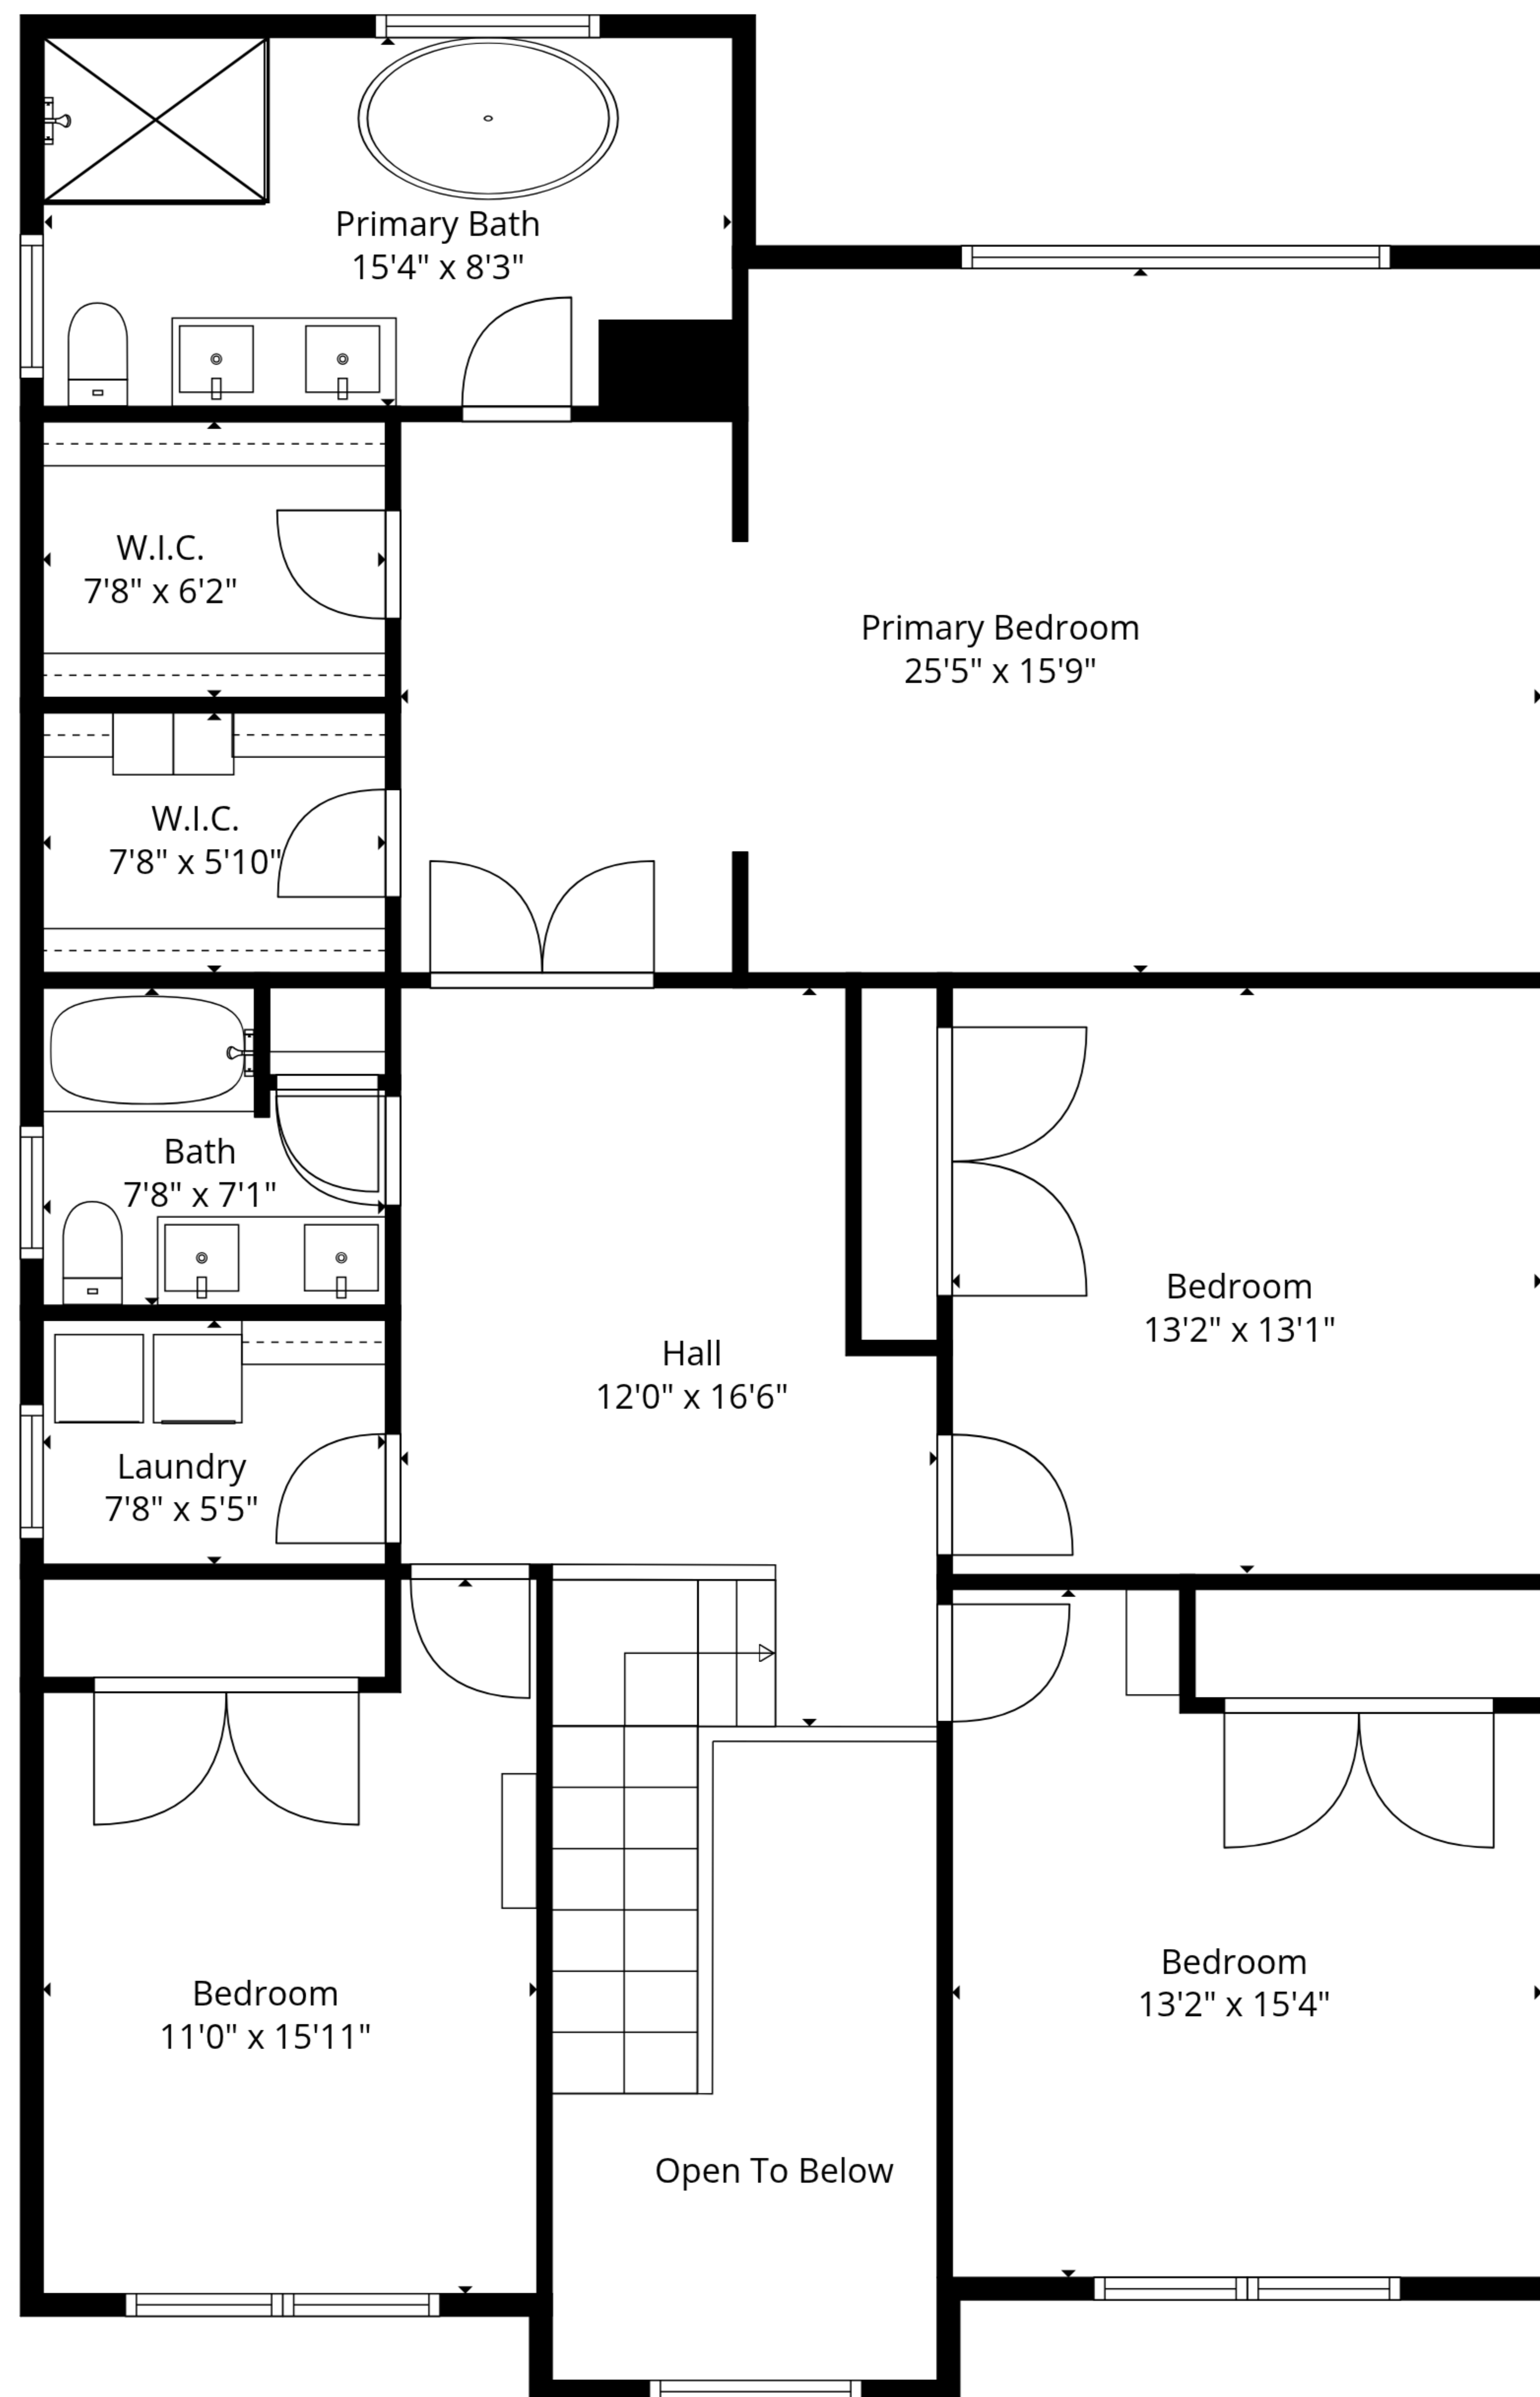 Primary Bath
15'4" x 8'3"
W.I.C.
7'8" x 6'2"
Primary Bedroom
25'5" x 15'9"
W.I.C.
7'8" x 5'10"
Bath
7'8" x 7'1"
Bedroom
13'2" x 13'1"
Hall
12'0" x 16'6"
Laundry
7'8" x 5'5"
Bedroom
13'2" x 15'4"
Bedroom
11'0" x 15'11"
Open To Below